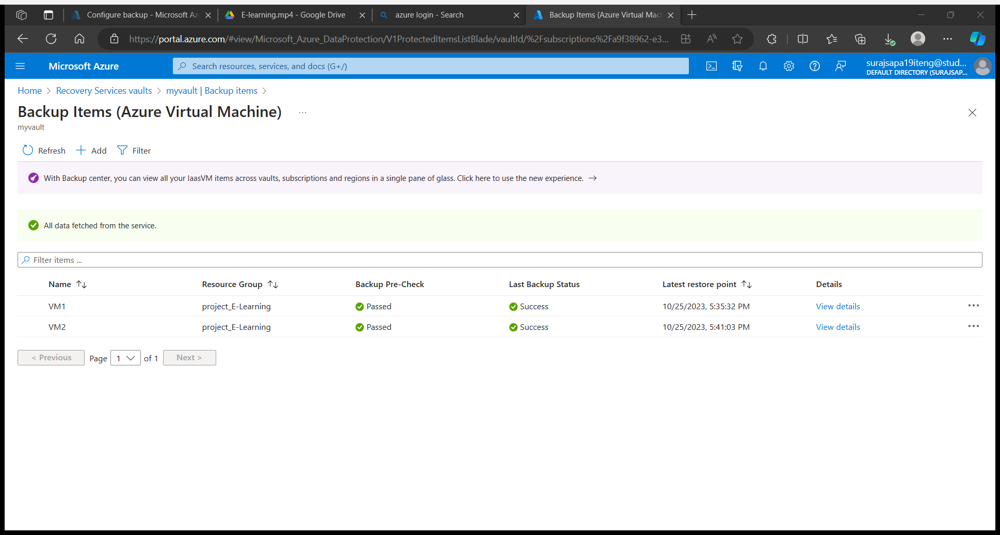 Configure backup - Microsoft Az
E-learning.mp4 - Google Drive
azure login - Search
Backup Items (Azure Virtual Mac
https://portal.azure.com/#view/Microsoft_Azure_DataProtection/V1ProtectedItemsListBlade/vaultId/%2Fsubscriptions%2Fa9f38962-e3...
Microsoft Azure
Search resources, services, and docs (G+/)
surajsapa19iteng@stud...
DEFAULT DIRECTORY (SURAJSAP...
Home > Recovery Services vaults > myvault | Backup items >
Backup Items (Azure Virtual Machine) ...
myvault
Refresh Add Filter
With Backup center, you can view all your IaasVM items across vaults, subscriptions and regions in a single pane of glass. Click here to use the new experience. →
All data fetched from the service.
Filter items ...
Name ↑↓ Resource Group ↑↓ Backup Pre-Check Last Backup Status Latest restore point ↑↓ Details
VM1 project_E-Learning Passed Success 10/25/2023, 5:35:32 PM View details ...
VM2 project_E-Learning Passed Success 10/25/2023, 5:41:03 PM View details ...
< Previous Page 1 of 1 Next >